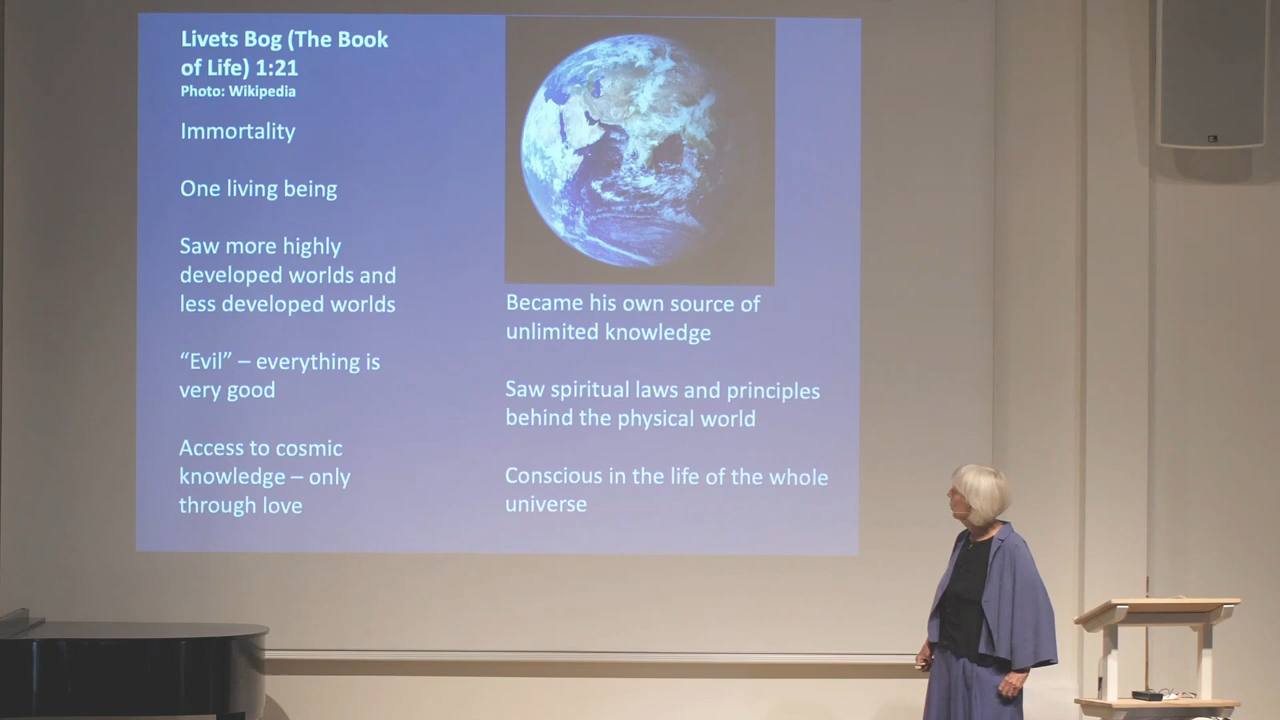 Livets Bog (The Book
of Life) 1:21
Photo: Wikipedia
Immortality
One living being
Saw more highly
developed worlds and
less developed worlds
“Evil” – everything is
very good
Access to cosmic
knowledge – only
through love
Became his own source of
unlimited knowledge
Saw spiritual laws and principles
behind the physical world
Conscious in the life of the whole
universe